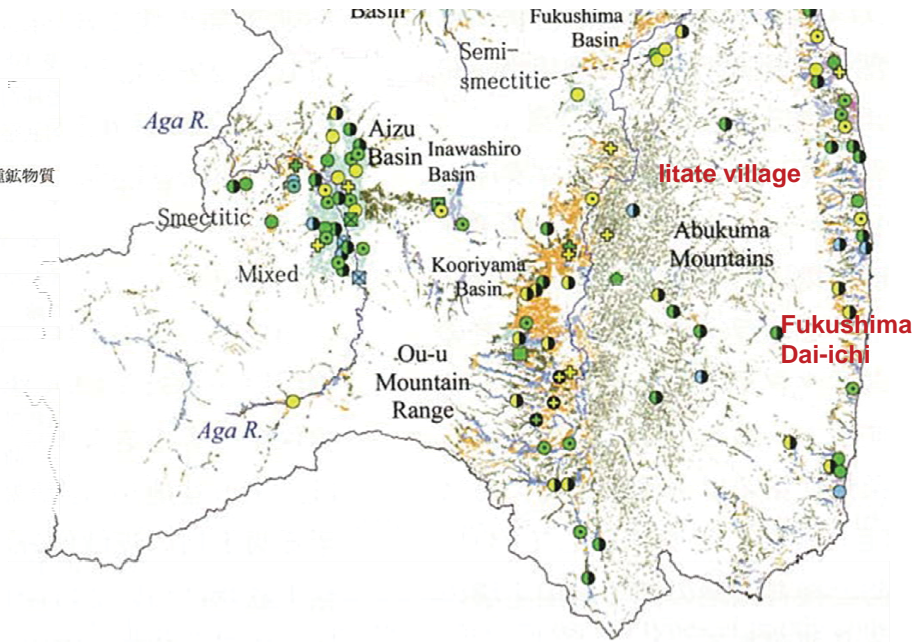 Basin
Fukushima
Basin
Semi-
smectitic
Aga R.
Aizu
Basin
Inawashiro
Basin
鉱物質
Iitate village
Smectitic
Abukuma
Mountains
Mixed
Kooriyama
Basin
Fukushima
Dai-ichi
Ou-u
Mountain
Range
Aga R.